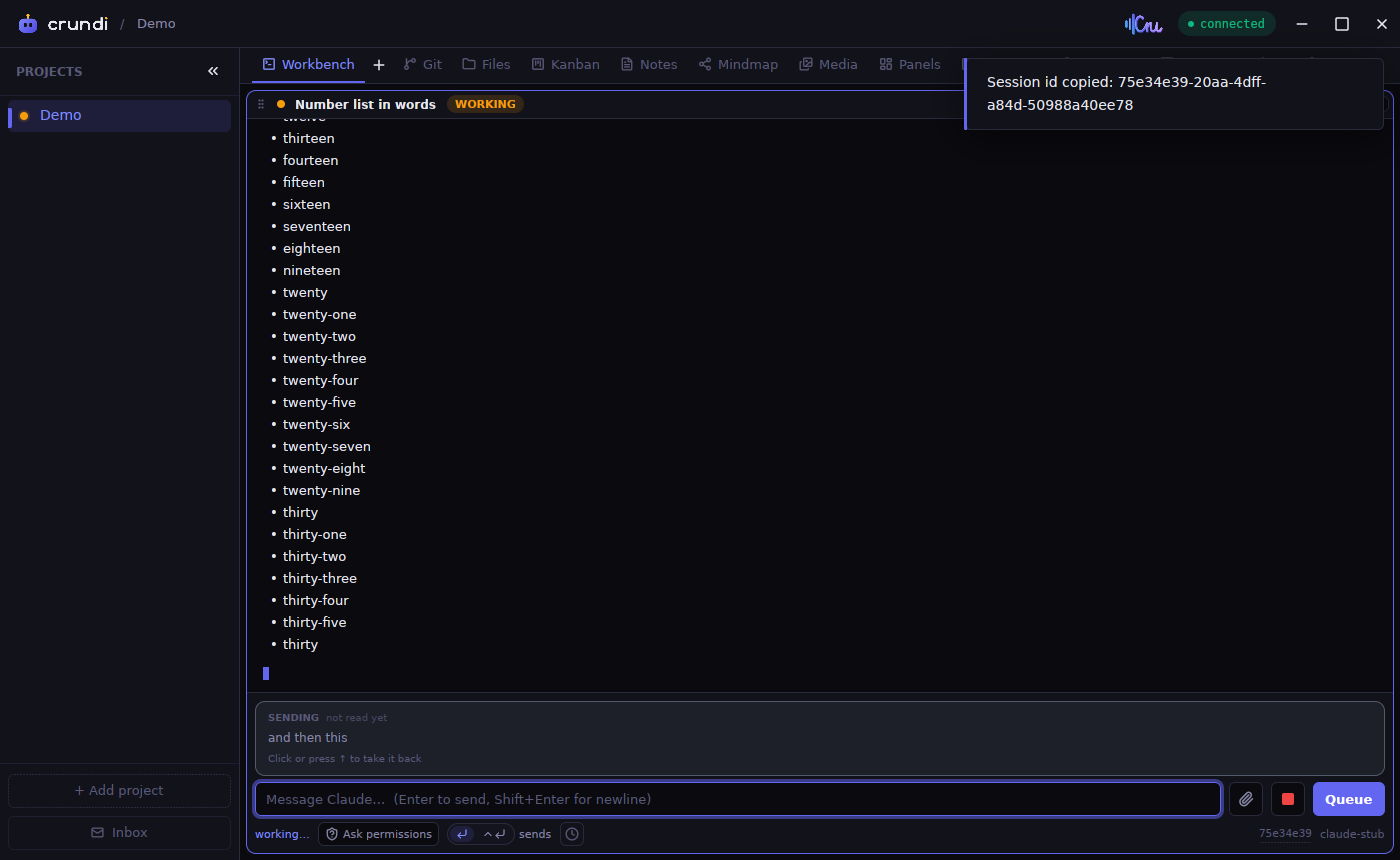 crundi / Demo
Cru
connected
PROJECTS
Workbench
Git
Files
Kanban
Notes
Mindmap
Media
Panels
Session id copied: 75e34e39-20aa-4dff-
a84d-50988a40ee78
Demo
Number list in words WORKING
twelve
• thirteen
• fourteen
• fifteen
• sixteen
• seventeen
• eighteen
• nineteen
• twenty
• twenty-one
• twenty-two
• twenty-three
• twenty-four
• twenty-five
• twenty-six
• twenty-seven
• twenty-eight
• twenty-nine
• thirty
• thirty-one
• thirty-two
• thirty-three
• thirty-four
• thirty-five
• thirty
SENDING not read yet
and then this
Click or press ↑ to take it back
+ Add project
Inbox
Message Claude... (Enter to send, Shift+Enter for newline)
Queue
working...
Ask permissions
sends
75e34e39
claude-stub